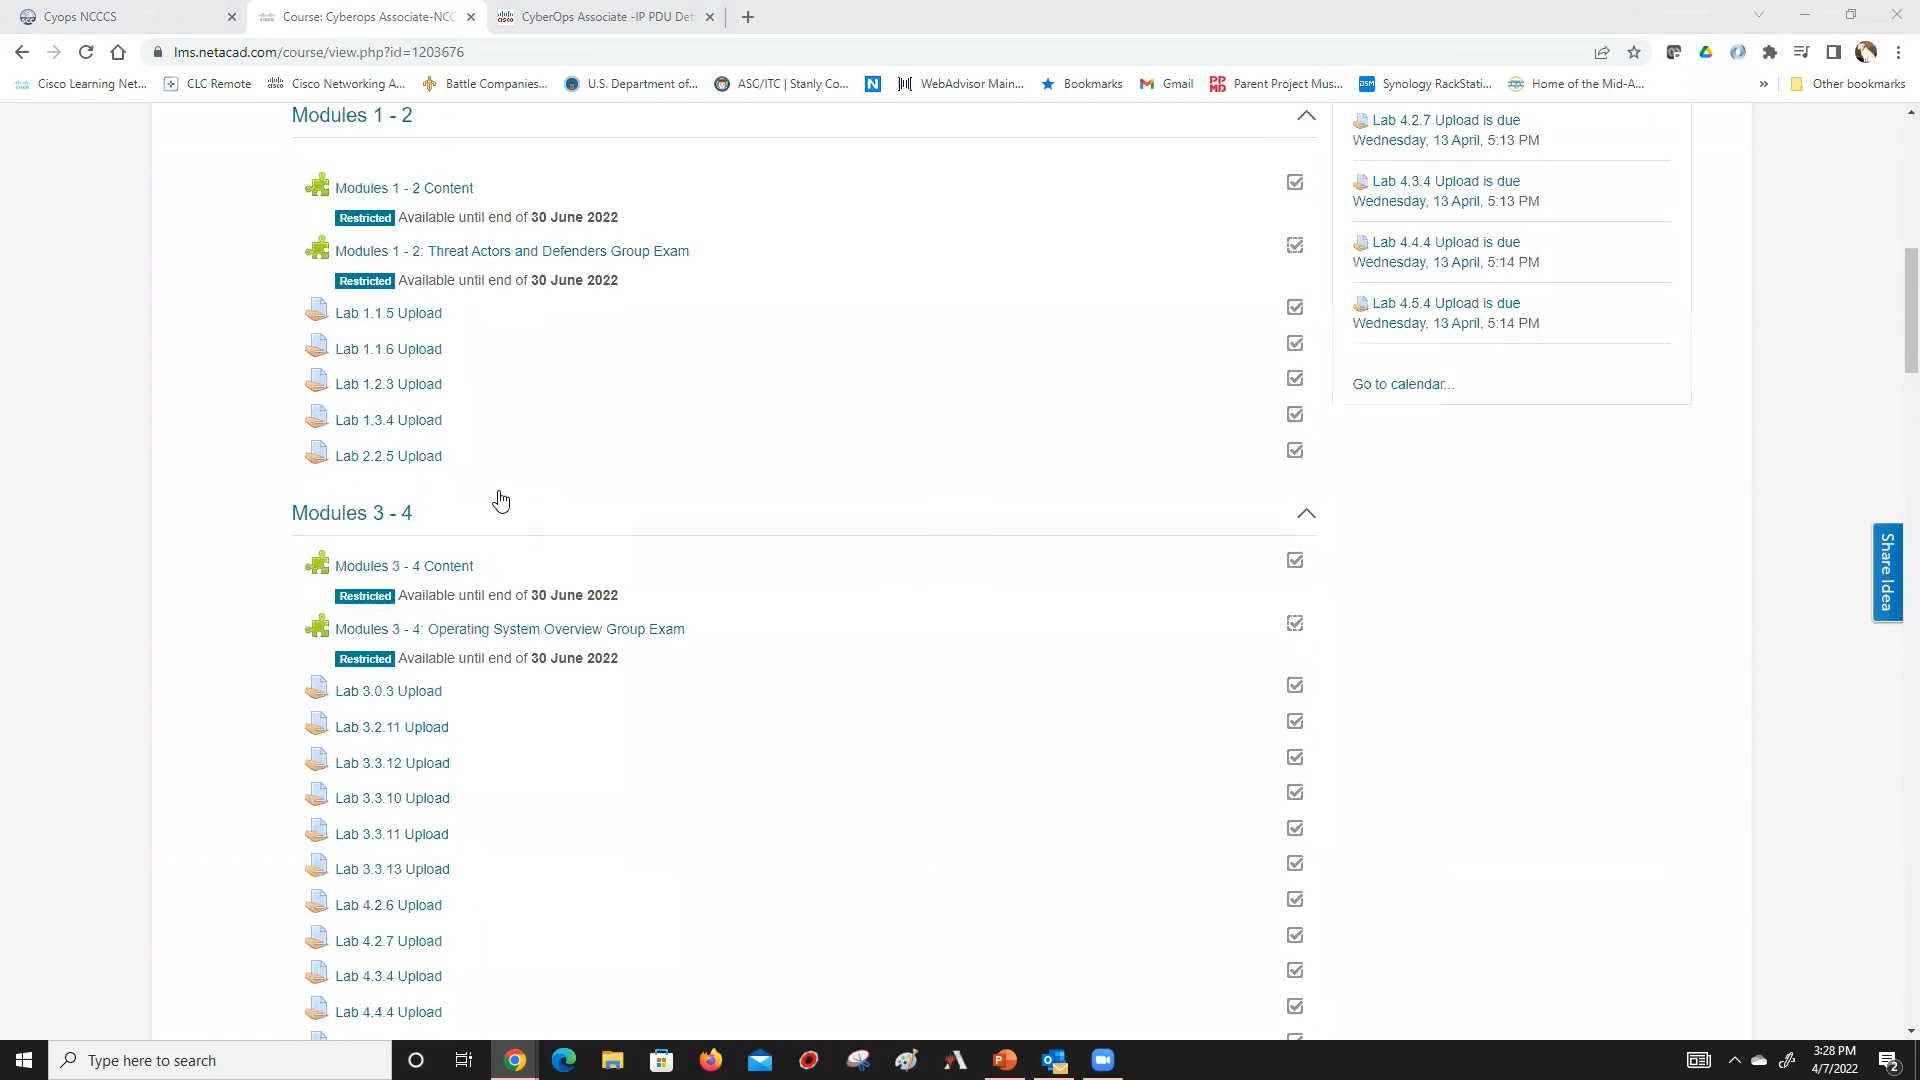 Cyops NCCCS
Course: Cyberops Associate-NCC
CyberOps Associate -IP PDU Det
lms.netacad.com/course/view.php?id=1203676
Cisco Learning Net...
CLC Remote
Cisco Networking A...
Battle Companies...
U.S. Department of...
ASC/ITC | Stanly Co...
N
WebAdvisor Main...
Bookmarks
Gmail
Parent Project Mus...
Synology RackStati...
Home of the Mid-A...
»
Other bookmarks
Modules 1 - 2
Modules 1 - 2 Content
Restricted Available until end of 30 June 2022
Modules 1 - 2: Threat Actors and Defenders Group Exam
Restricted Available until end of 30 June 2022
Lab 1.1.5 Upload
Lab 1.1.6 Upload
Lab 1.2.3 Upload
Lab 1.3.4 Upload
Lab 2.2.5 Upload
Modules 3 - 4
Modules 3 - 4 Content
Restricted Available until end of 30 June 2022
Modules 3 - 4: Operating System Overview Group Exam
Restricted Available until end of 30 June 2022
Lab 3.0.3 Upload
Lab 3.2.11 Upload
Lab 3.3.12 Upload
Lab 3.3.10 Upload
Lab 3.3.11 Upload
Lab 3.3.13 Upload
Lab 4.2.6 Upload
Lab 4.2.7 Upload
Lab 4.3.4 Upload
Lab 4.4.4 Upload
Lab 4.2.7 Upload is due
Wednesday, 13 April, 5:13 PM
Lab 4.3.4 Upload is due
Wednesday, 13 April, 5:13 PM
Lab 4.4.4 Upload is due
Wednesday, 13 April, 5:14 PM
Lab 4.5.4 Upload is due
Wednesday, 13 April, 5:14 PM
Go to calendar...
Share Idea
Type here to search
3:28 PM
4/7/2022
2